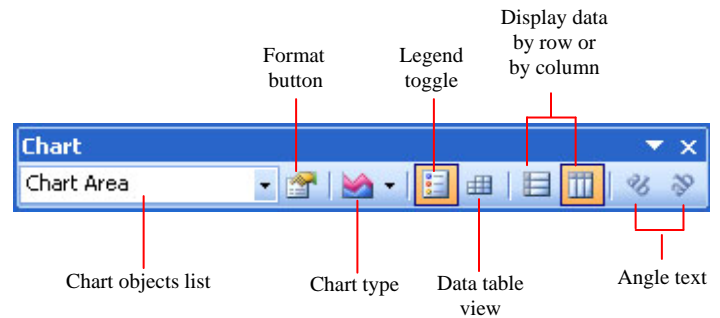 Display data
by row or
by column
Format
button
Legend
toggle
Chart
Chart Area
Chart objects list
Chart type
Data table
view
Angle text